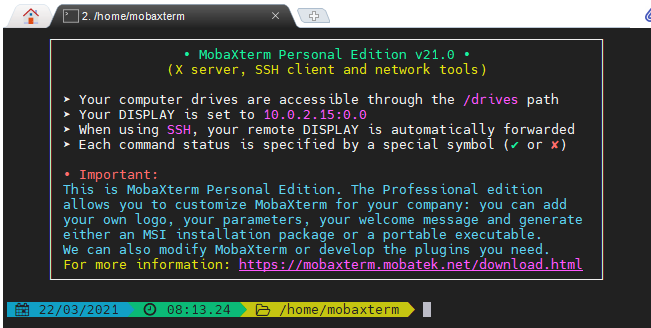 2. /home/mobaxterm
• MobaXterm Personal Edition v21.0 •
(X server, SSH client and network tools)
➤ Your computer drives are accessible through the /drives path
➤ Your DISPLAY is set to 10.0.2.15:0.0
➤ When using SSH, your remote DISPLAY is automatically forwarded
➤ Each command status is specified by a special symbol (✔ or ✘)
• Important:
This is MobaXterm Personal Edition. The Professional edition
allows you to customize MobaXterm for your company: you can add
your own logo, your parameters, your welcome message and generate
either an MSI installation package or a portable executable.
We can also modify MobaXterm or develop the plugins you need.
For more information: https://mobaxterm.mobatek.net/download.html
22/03/2021 08:13.24 /home/mobaxterm